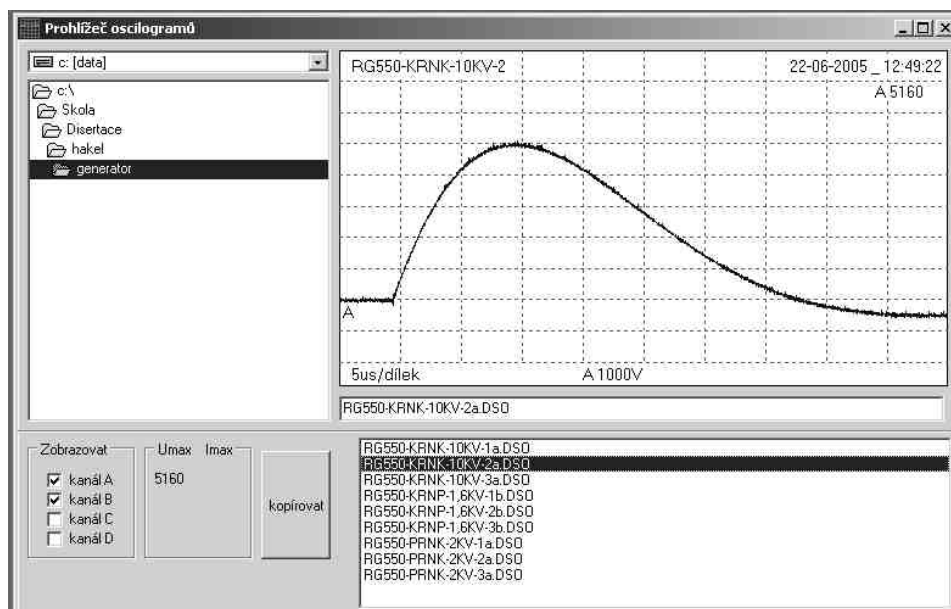 Prohlížeč oscilogramů
c: [data]
c:\
Skola
Disertace
hakel
generator
RG550-KRNK-10KV-2
22-06-2005 _ 12:49:22
A 5160
A
5us/dílek
A 1000V
RG550-KRNK-10KV-2a.DSO
Zobrazovat
kanál A
kanál B
kanál C
kanál D
Umax Imax
5160
kopírovat
RG550-KRNK-10KV-1a.DSO
RG550-KRNK-10KV-2a.DSO
RG550-KRNK-10KV-3a.DSO
RG550-KRNP-1,6KV-1b.DSO
RG550-KRNP-1,6KV-2b.DSO
RG550-KRNP-1,6KV-3b.DSO
RG550-PRNK-2KV-1a.DSO
RG550-PRNK-2KV-2a.DSO
RG550-PRNK-2KV-3a.DSO